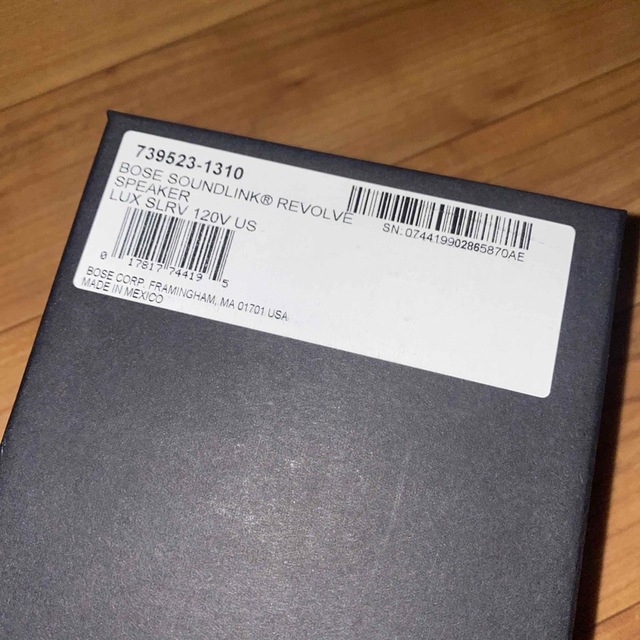 739523-1310
BOSE SOUNDLINK® REVOLVE
SPEAKER
LUX SLRV 120V US
SN:074419902865870AE
0 17817 74419 5
BOSE CORP. FRAMINGHAM, MA 01701 USA
MADE IN MEXICO